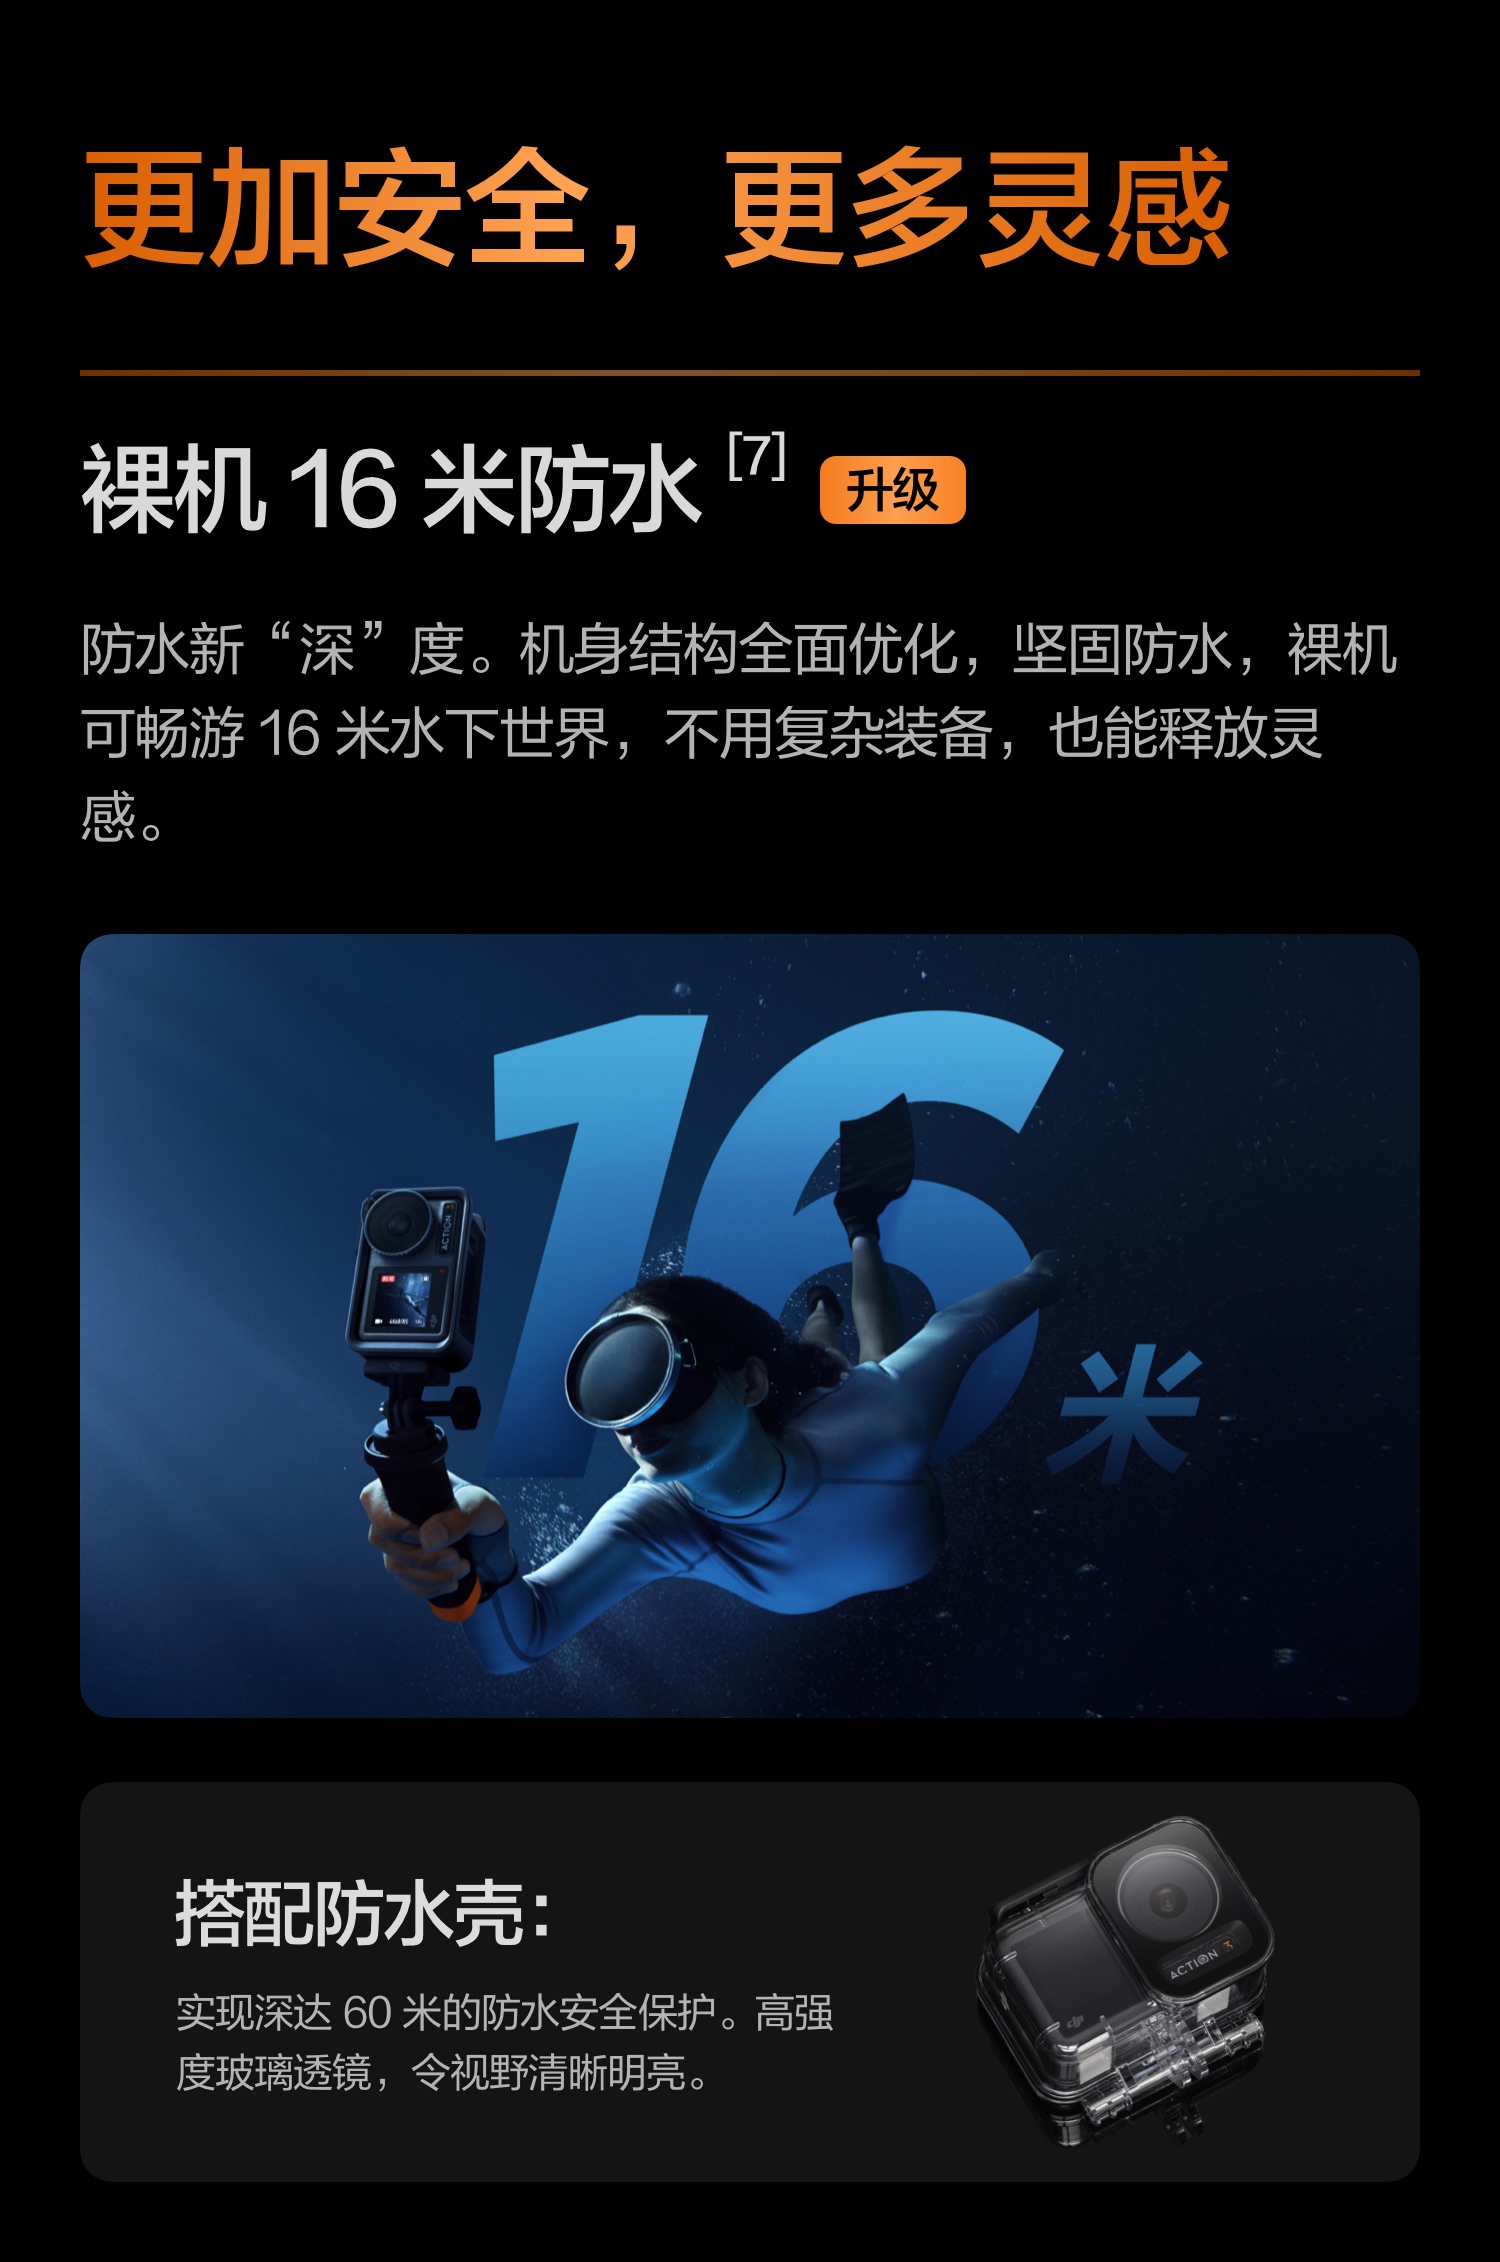 更加安全，更多灵感
裸机 16 米防水 [7] 升级
防水新“深”度。机身结构全面优化，坚固防水，裸机
可畅游 16 米水下世界，不用复杂装备，也能释放灵
感。
16
米
ACTION 3
搭配防水壳：
实现深达 60 米的防水安全保护。高强
度玻璃透镜，令视野清晰明亮。
ACTION 3
dji